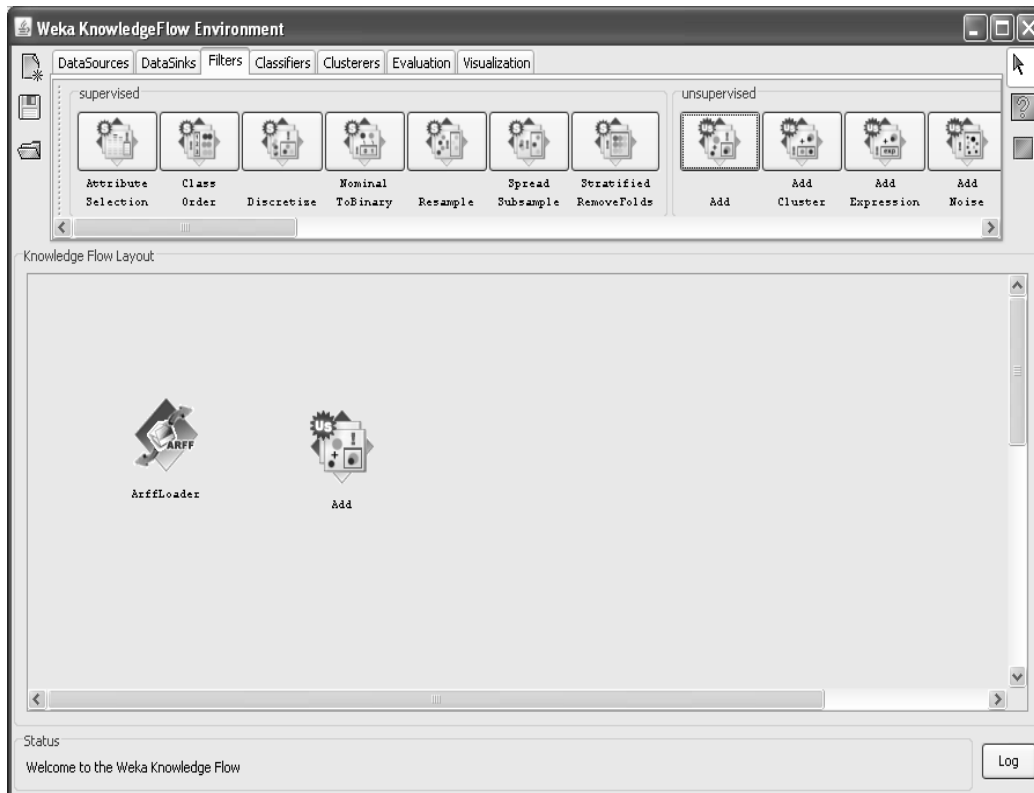 Weka KnowledgeFlow Environment
DataSources DataSinks Filters Classifiers Clusterers Evaluation Visualization
supervised unsupervised
Attribute Selection
Class Order
Discretise
Nominal ToBinary
Resample
Spread Subsample
Stratified RemoveFolds
Add
Add Cluster
Add Expression
Add Noise
Knowledge Flow Layout
ARFF
ArffLoader
Us
Add
Status
Welcome to the Weka Knowledge Flow
Log